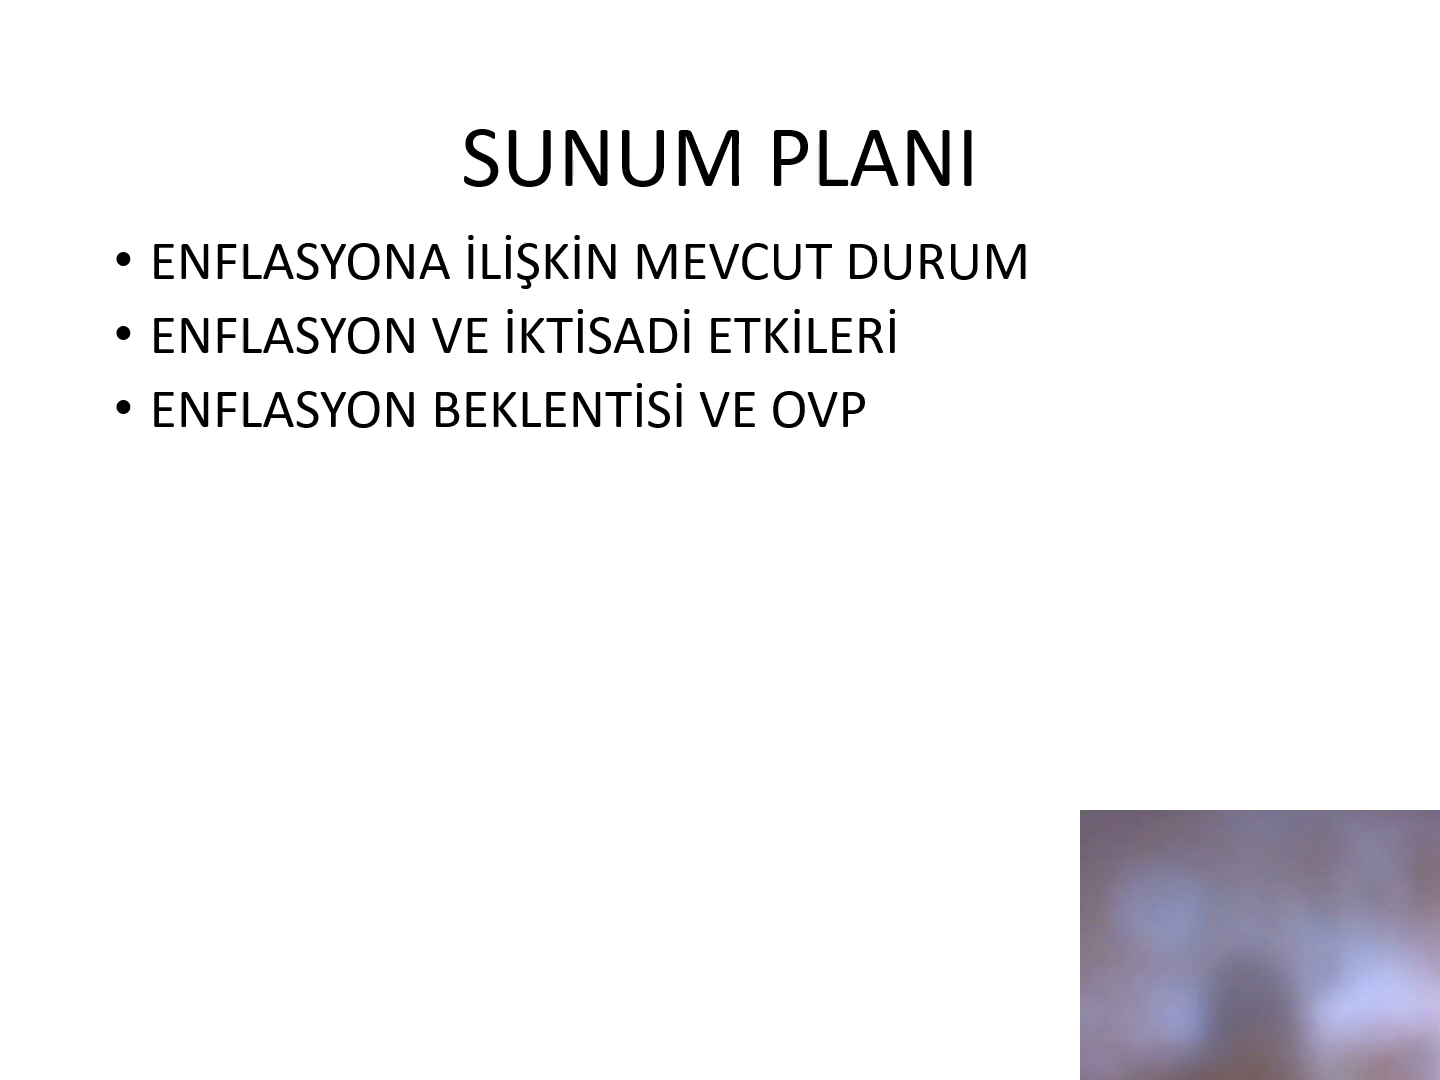 SUNUM PLANI
• ENFLASYONA İLİŞKİN MEVCUT DURUM
• ENFLASYON VE İKTİSADİ ETKİLERİ
• ENFLASYON BEKLENTİSİ VE OVP